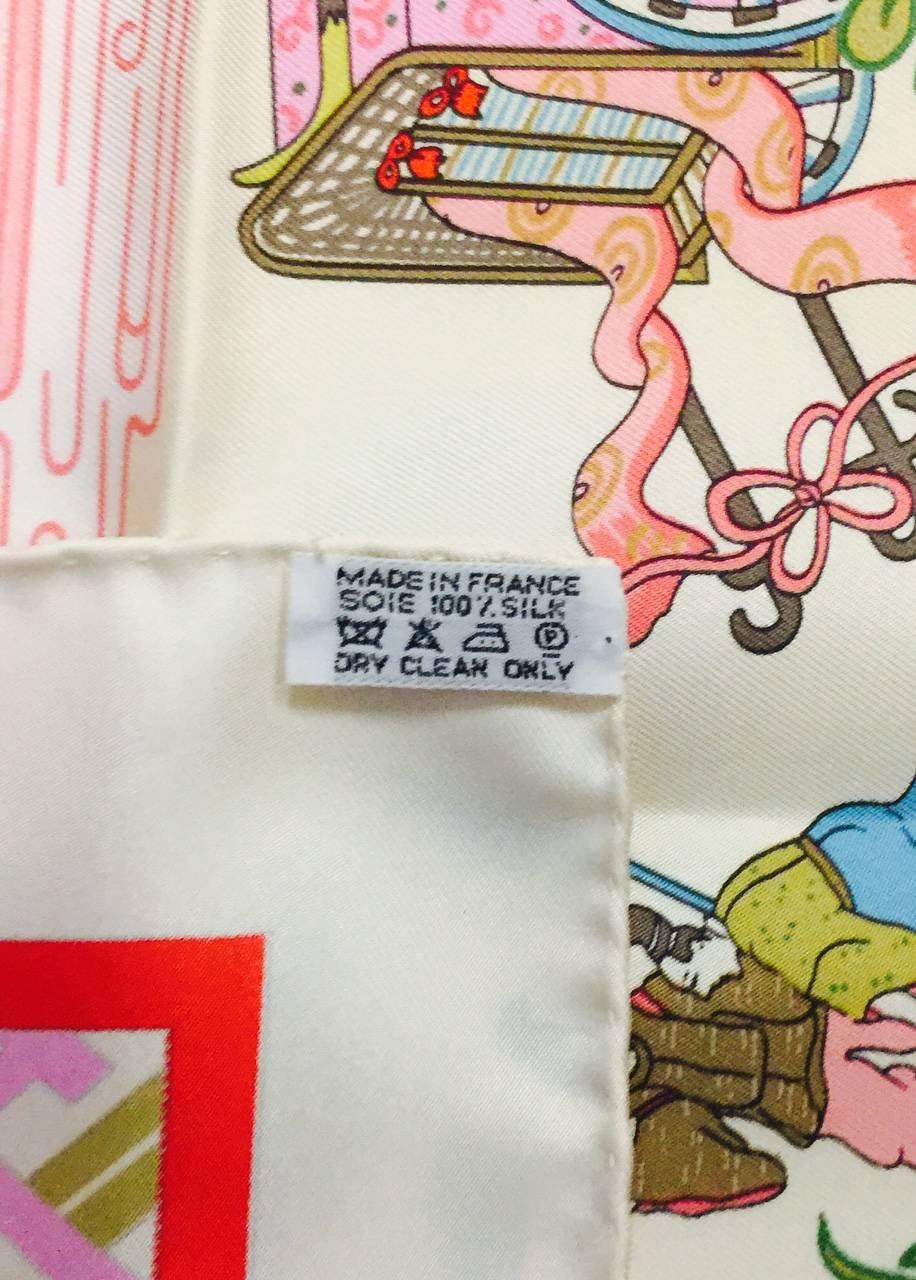 MADE IN FRANCE
SOIE 100% SILK
P
DRY CLEAN ONLY